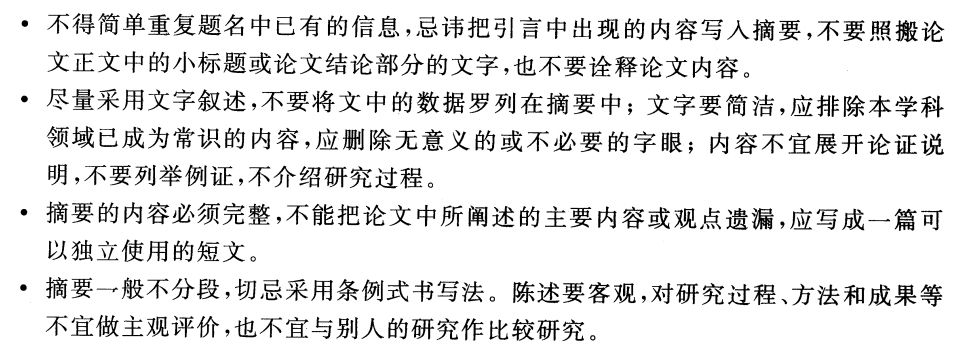 • 不得简单重复题名中已有的信息,忌讳把引言中出现的内容写入摘要,不要照搬论
文正文中的小标题或论文结论部分的文字,也不要诠释论文内容。
• 尽量采用文字叙述,不要将文中的数据罗列在摘要中；文字要简洁,应排除本学科
领域已成为常识的内容,应删除无意义的或不必要的字眼；内容不宜展开论证说
明,不要列举例证,不介绍研究过程。
• 摘要的内容必须完整,不能把论文中所阐述的主要内容或观点遗漏,应写成一篇可
以独立使用的短文。
• 摘要一般不分段,切忌采用条例式书写法。陈述要客观,对研究过程、方法和成果等
不宜做主观评价,也不宜与别人的研究作比较研究。